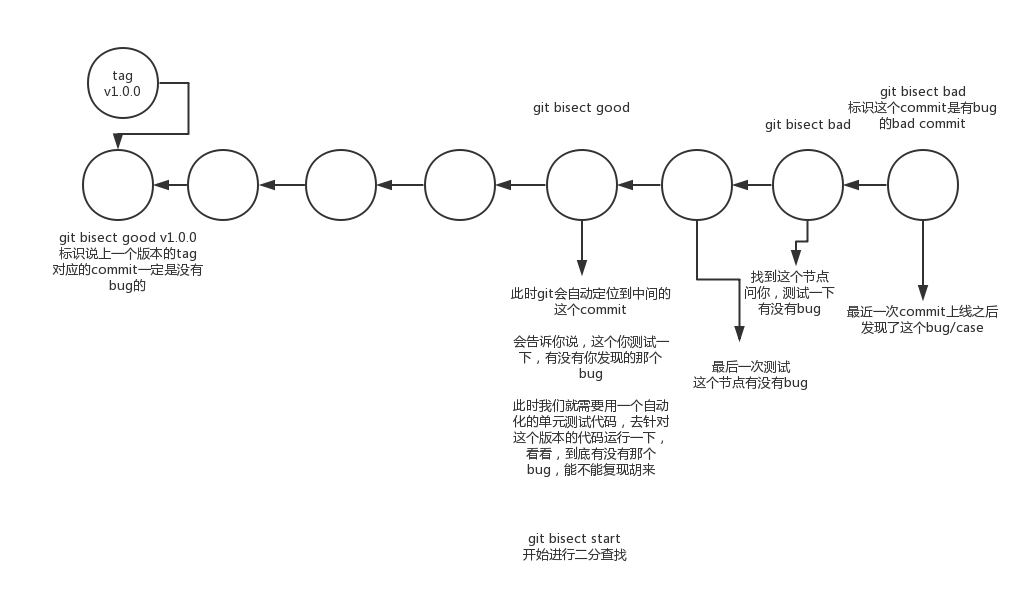 tag
v1.0.0
git bisect good
git bisect bad
git bisect bad
标识这个commit是有bug
的bad commit
git bisect good v1.0.0
标识说上一个版本的tag
对应的commit一定是没有
bug的
此时git会自动定位到中间的
这个commit
会告诉你说，这个你测试一
下，有没有你发现的那个
bug
此时我们就需要用一个自动
化的单元测试代码，去针对
这个版本的代码运行一下，
看看，到底有没有那个
bug，能不能复现胡来
最后一次测试
这个节点有没有bug
找到这个节点
问你，测试一下
有没有bug
最近一次commit上线之后
发现了这个bug/case
git bisect start
开始进行二分查找